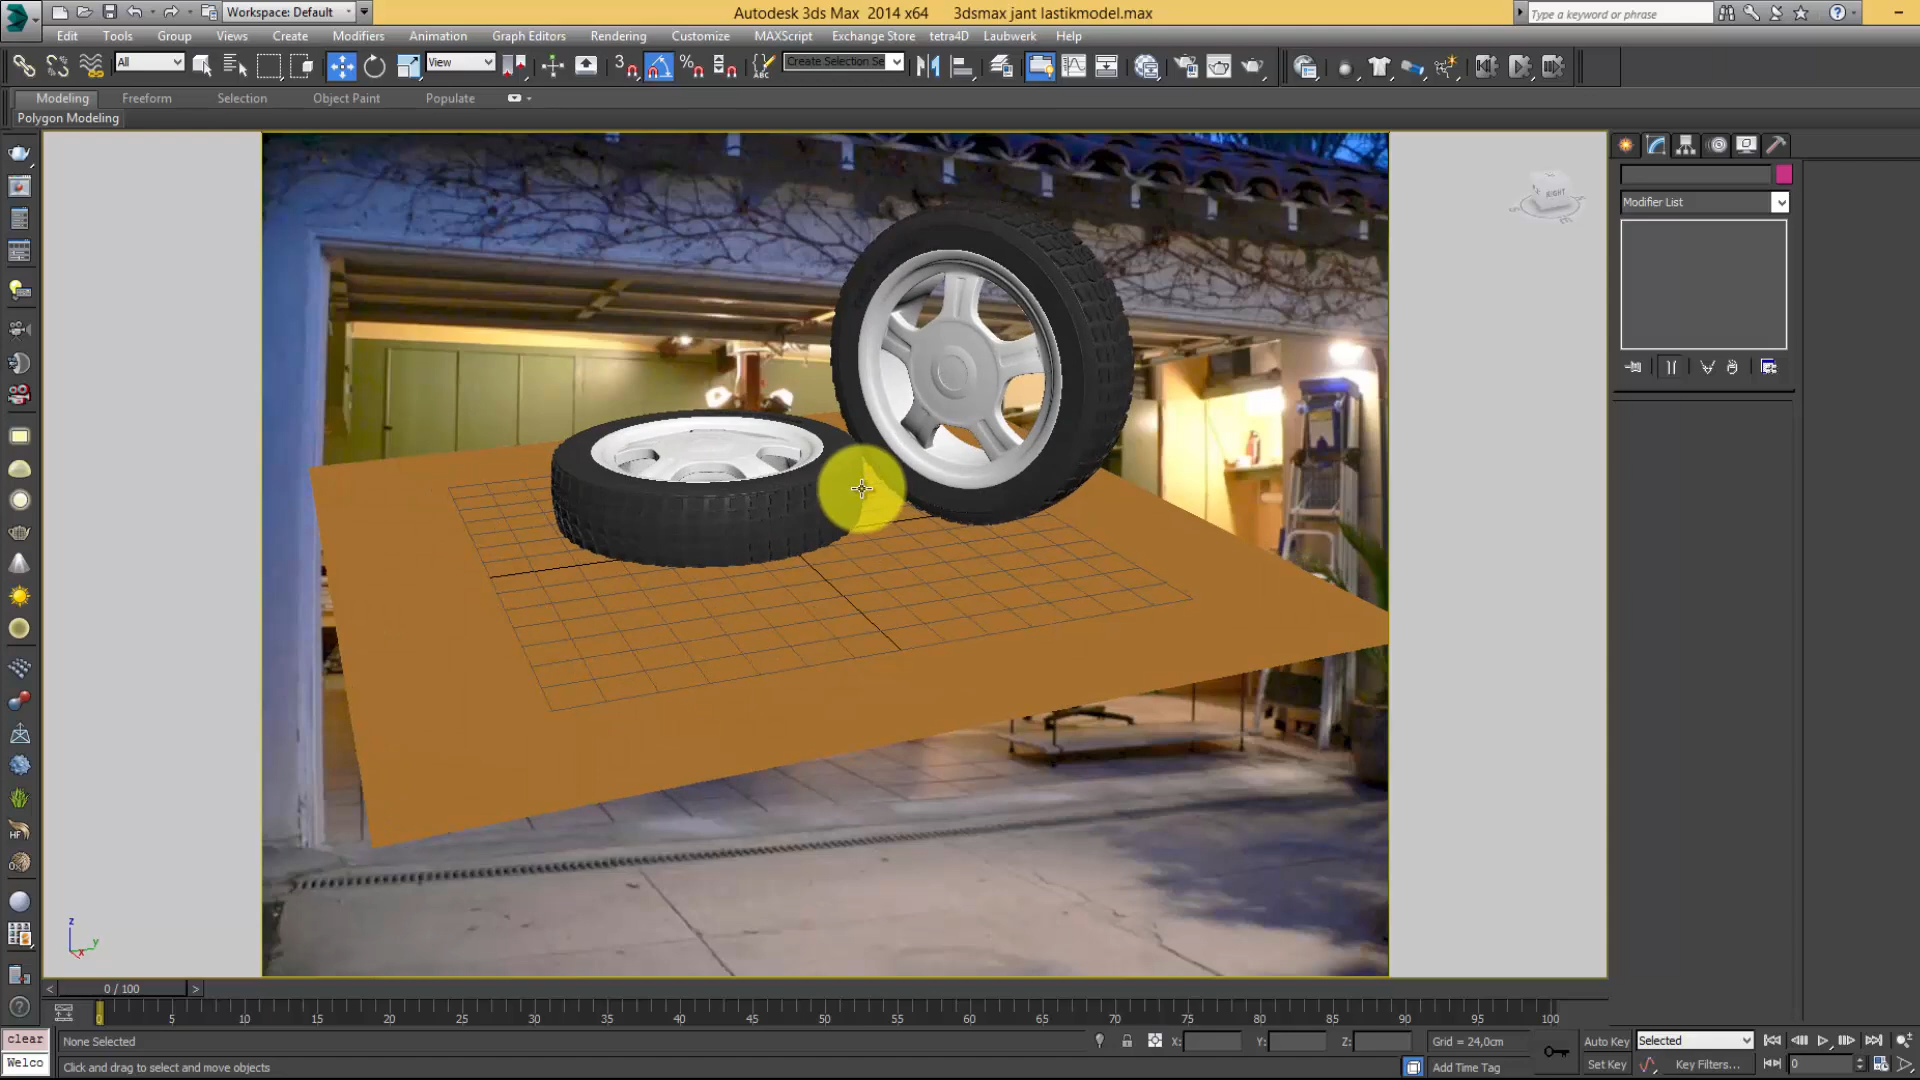 Workspace: Default
Autodesk 3ds Max 2014 x64 3dsmax jant lastikmodel.max
Type a keyword or phrase
Edit Tools Group Views Create Modifiers Animation Graph Editors Rendering Customize MAXScript Exchange Store tetra4D Laubwerk Help
All View Create Selection Se
Modeling Freeform Selection Object Paint Populate
Polygon Modeling
RIGHT
Modifier List
HF
z
y
x
0 / 100
0 5 10 15 20 25 30 35 40 45 50 55 60 65 70 75 80 85 90 95 100
clear None Selected X: Y: Z: Grid = 24,0cm Auto Key Selected
Welco Click and drag to select and move objects Add Time Tag Set Key Key Filters... 0